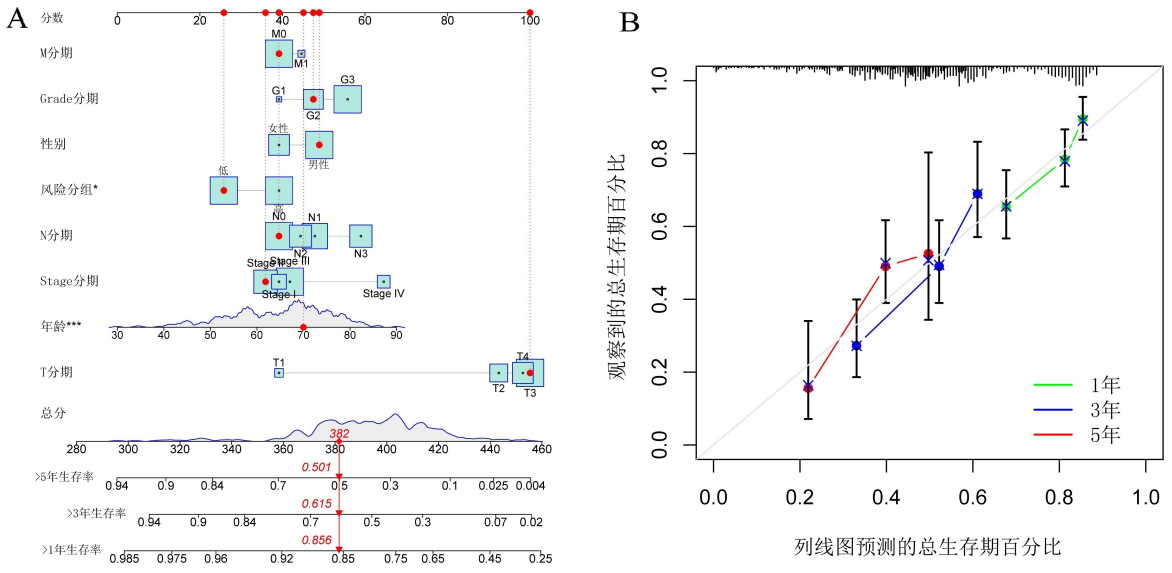 A
分数
0 20 40 60 80 100
M分期
M0
M1
Grade分期
G1
G2
G3
性别
女性
男性
风险分组*
低
高
N分期
N0
N1
N2
N3
Stage分期
Stage II
Stage III
Stage I
Stage IV
年龄***
30 40 50 60 70 80 90
T分期
T1
T2
T4
T3
总分
382
280 300 320 340 360 380 400 420 440 460
0.501
>5年生存率
0.94 0.9 0.84 0.7 0.5 0.3 0.1 0.025 0.004
0.615
>3年生存率
0.94 0.9 0.84 0.7 0.5 0.3 0.07 0.02
0.856
>1年生存率
0.985 0.975 0.96 0.92 0.85 0.75 0.65 0.45 0.25
B
观察到的总生存期百分比
1.0
0.8
0.6
0.4
0.2
0.0
1年
3年
5年
0.0 0.2 0.4 0.6 0.8 1.0
列线图预测的总生存期百分比